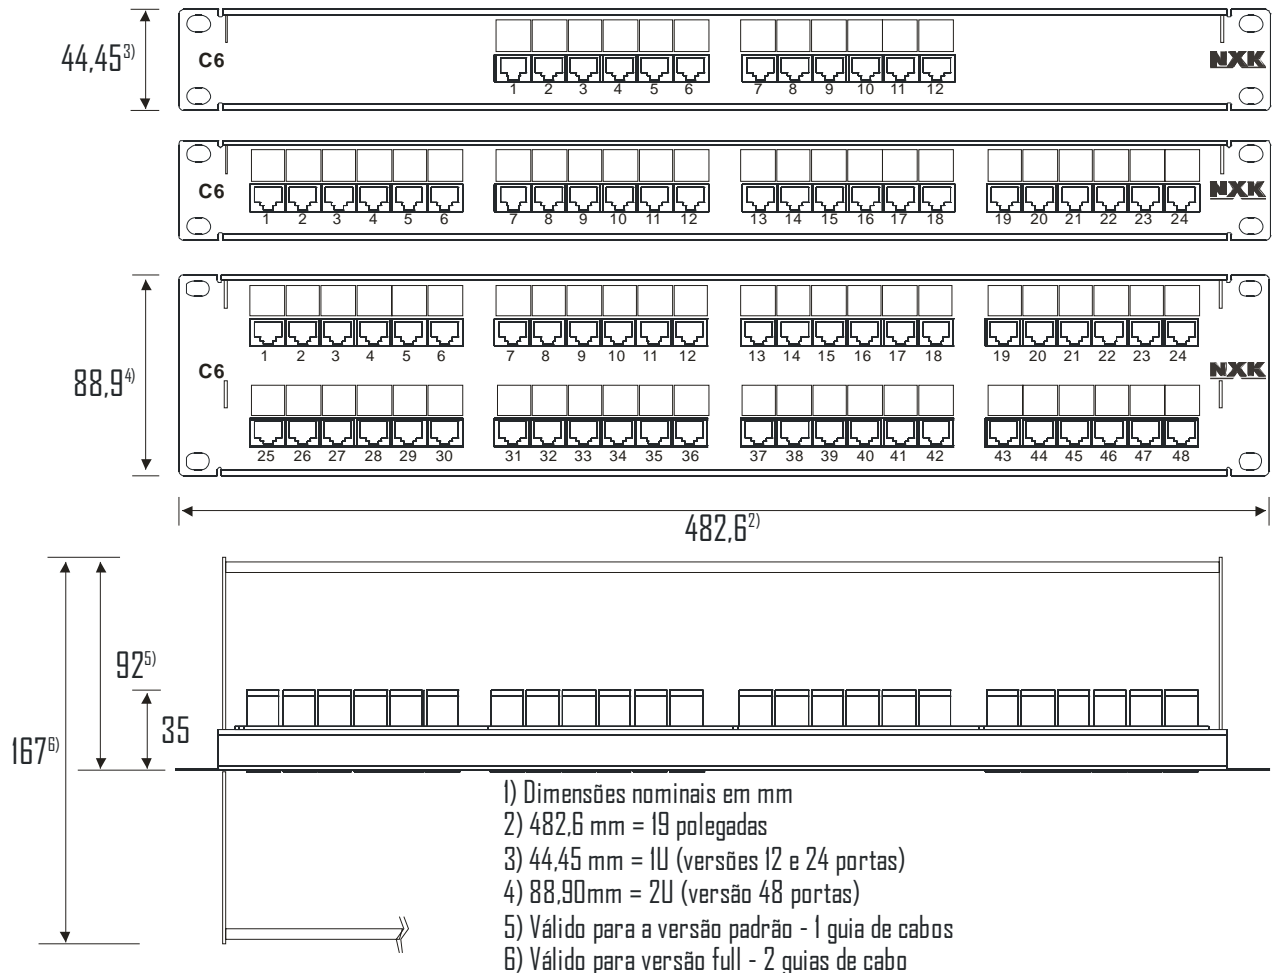 44,45³⁾
C6
NXK
1 2 3 4 5 6 7 8 9 10 11 12
C6
NXK
1 2 3 4 5 6 7 8 9 10 11 12 13 14 15 16 17 18 19 20 21 22 23 24
1 2 3 4 5 6 7 8 9 10 11 12 13 14 15 16 17 18 19 20 21 22 23 24
88,9⁴⁾
C6
NXK
25 26 27 28 29 30 31 32 33 34 35 36 37 38 39 40 41 42 43 44 45 46 47 48
482,6²⁾
92⁵⁾
35
167⁶⁾
1) Dimensões nominais em mm
2) 482,6 mm = 19 polegadas
3) 44,45 mm = 1U (versões 12 e 24 portas)
4) 88,90mm = 2U (versão 48 portas)
5) Válido para a versão padrão - 1 guia de cabos
6) Válido para versão full - 2 guias de cabo